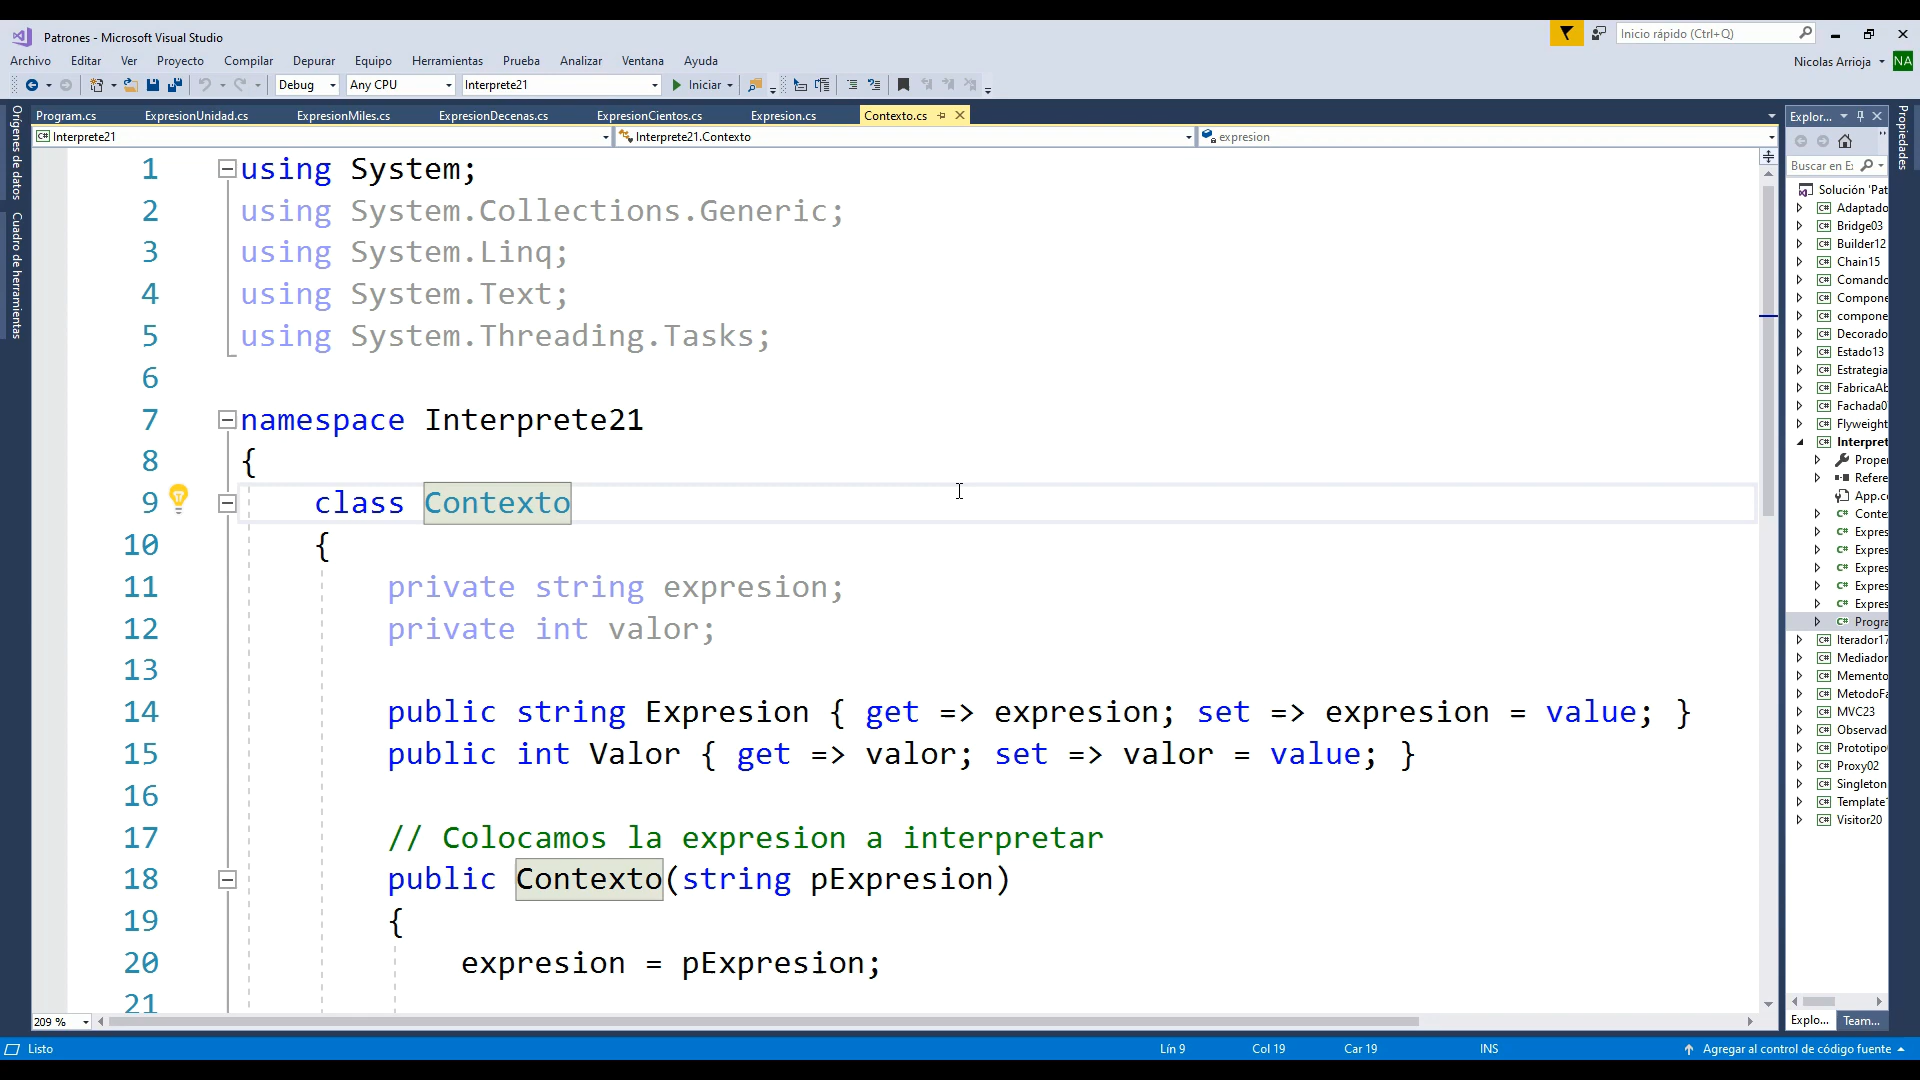 Patrones - Microsoft Visual Studio
Inicio rápido (Ctrl+Q)
Archivo Editar Ver Proyecto Compilar Depurar Equipo Herramientas Prueba Analizar Ventana Ayuda
Nicolas Arrioja NA
Debug Any CPU Interprete21 Iniciar
Program.cs ExpresionUnidad.cs ExpresionMiles.cs ExpresionDecenas.cs ExpresionCientos.cs Expresion.cs Contexto.cs
Interprete21 Interprete21.Contexto expresion
Orígenes de datos
Cuadro de herramientas
1 using System;
2 using System.Collections.Generic;
3 using System.Linq;
4 using System.Text;
5 using System.Threading.Tasks;
6
7 namespace Interprete21
8 {
9 class Contexto
10 {
11 private string expresion;
12 private int valor;
13
14 public string Expresion { get => expresion; set => expresion = value; }
15 public int Valor { get => valor; set => valor = value; }
16
17 // Colocamos la expresion a interpretar
18 public Contexto(string pExpresion)
19 {
20 expresion = pExpresion;
21
209 %
Explor...
Propiedades
Buscar en E
Solución 'Pat
Adaptado
Bridge03
Builder12
Chain15
Comando
Compone
compone
Decorado
Estado13
Estrategia
FabricaAb
Fachada0
Flyweight
Interpret
Proper
Refere
App.c
Conte
Expres
Expres
Expres
Expres
Expres
Progra
Iterador17
Mediador
Memento
MetodoFa
MVC23
Observad
Prototipo
Proxy02
Singleton
Template
Visitor20
Explo... Team...
Listo Lín 9 Col 19 Car 19 INS Agregar al control de código fuente